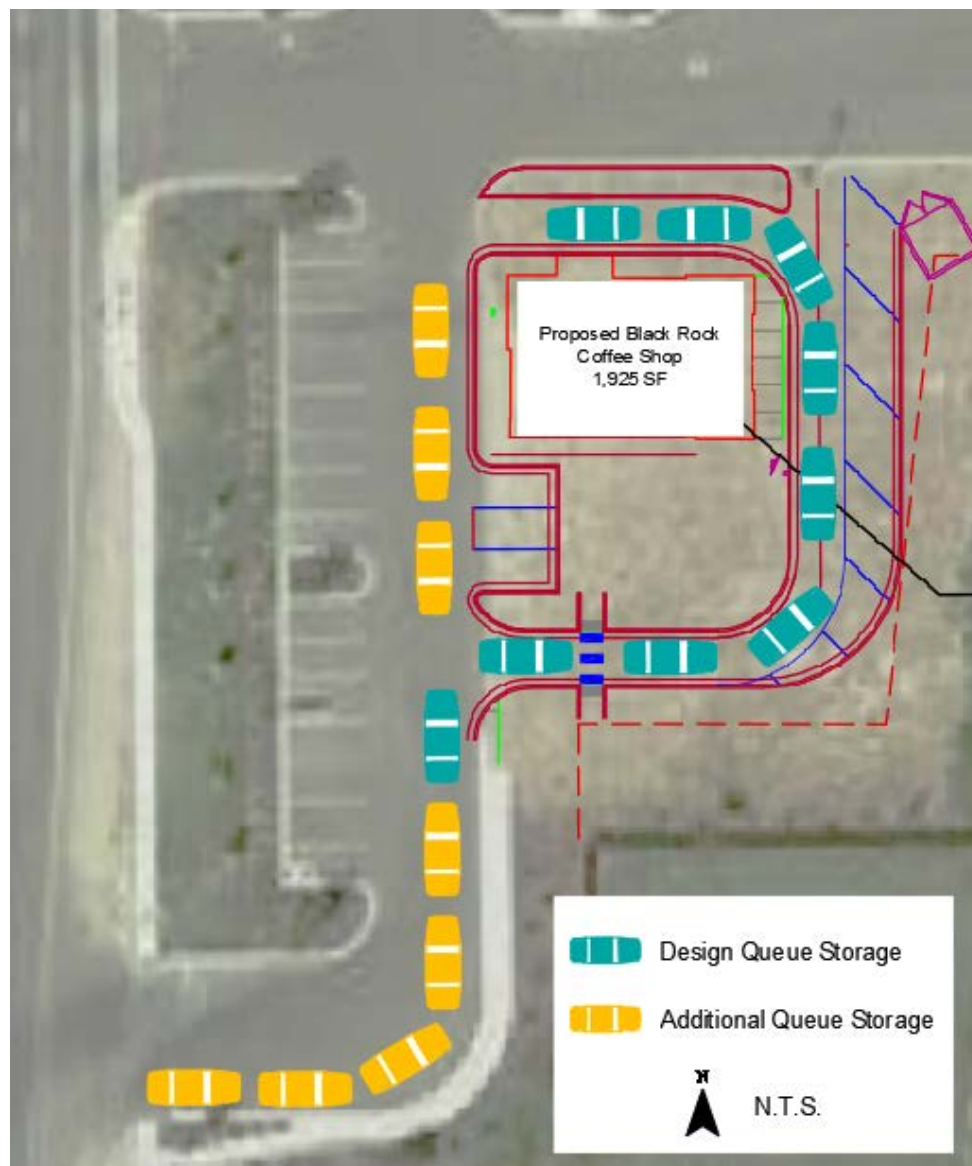 Proposed Black Rock
Coffee Shop
1,925 SF
Design Queue Storage
Additional Queue Storage
N
N.T.S.